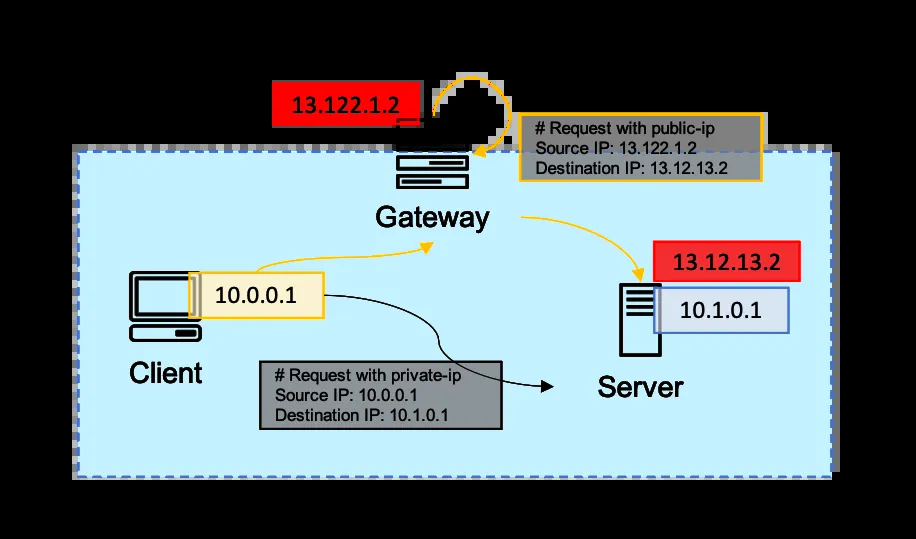 13.122.1.2
# Request with public-ip
Source IP: 13.122.1.2
Destination IP: 13.12.13.2
Gateway
13.12.13.2
10.0.0.1
10.1.0.1
Client
Server
# Request with private-ip
Source IP: 10.0.0.1
Destination IP: 10.1.0.1